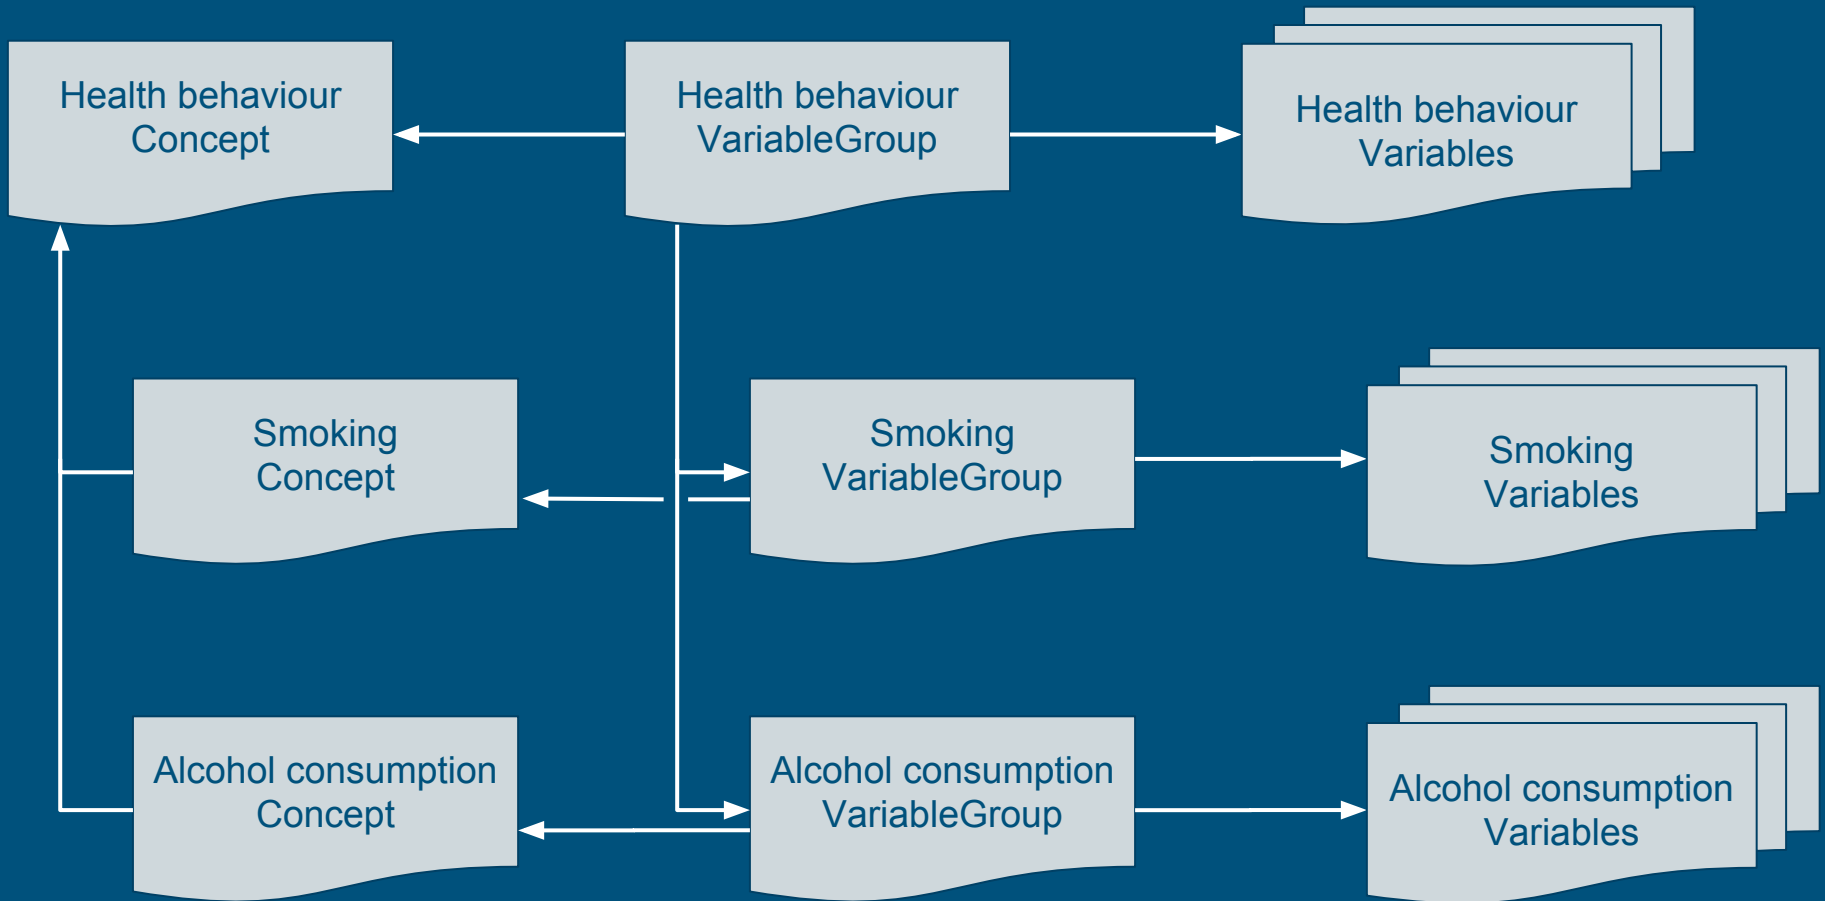 Health behaviour
Concept
Health behaviour
VariableGroup
Health behaviour
Variables
Smoking
Concept
Smoking
VariableGroup
Smoking
Variables
Alcohol consumption
Concept
Alcohol consumption
VariableGroup
Alcohol consumption
Variables